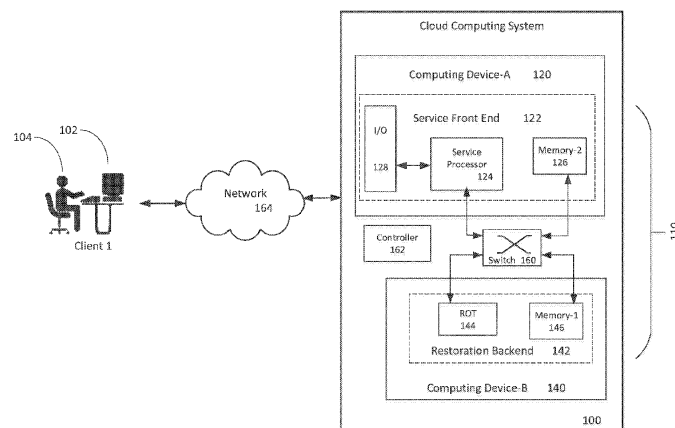 Cloud Computing System
Computing Device-A 120
Service Front End 122
I/O
128
Service
Processor
124
Memory-2
126
104
102
Client 1
Network
164
Controller
162
Switch 160
110
ROT
144
Memory-1
146
Restoration Backend 142
Computing Device-B 140
100